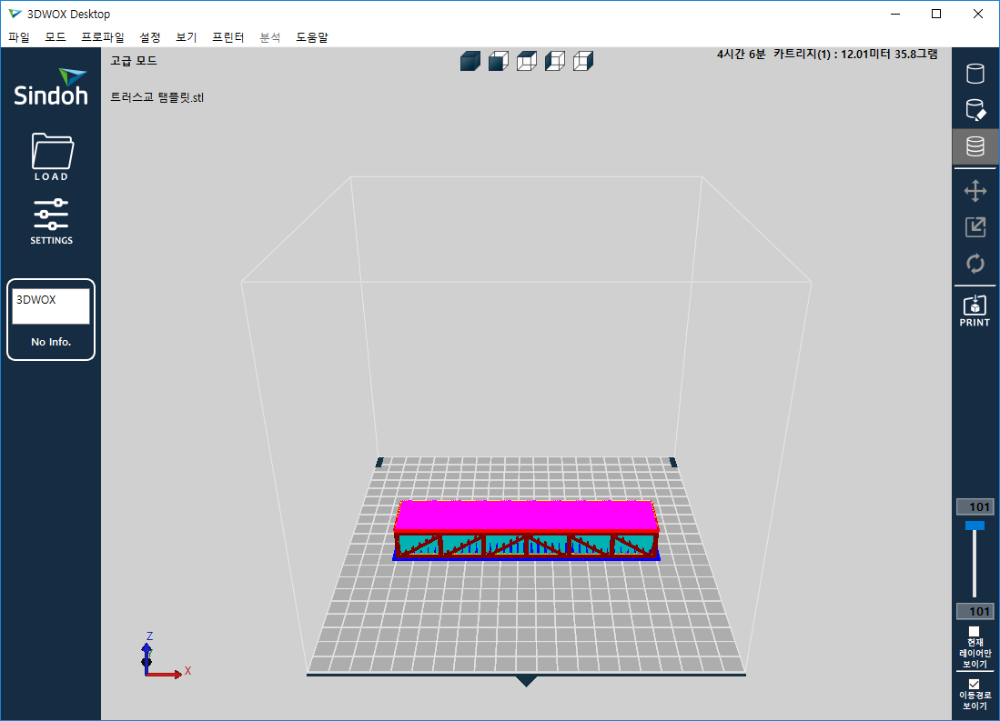 3DWOX Desktop
파일 모드 프로파일 설정 보기 프린터 분석 도움말
고급 모드
4시간 6분 카트리지(1) : 12.01미터 35.8그램
트러스교 탬플릿.stl
Sindoh
LOAD
SETTINGS
3DWOX
No Info.
PRINT
101
101
현재
레이어만
보이기
이동경로
보이기
Z
X